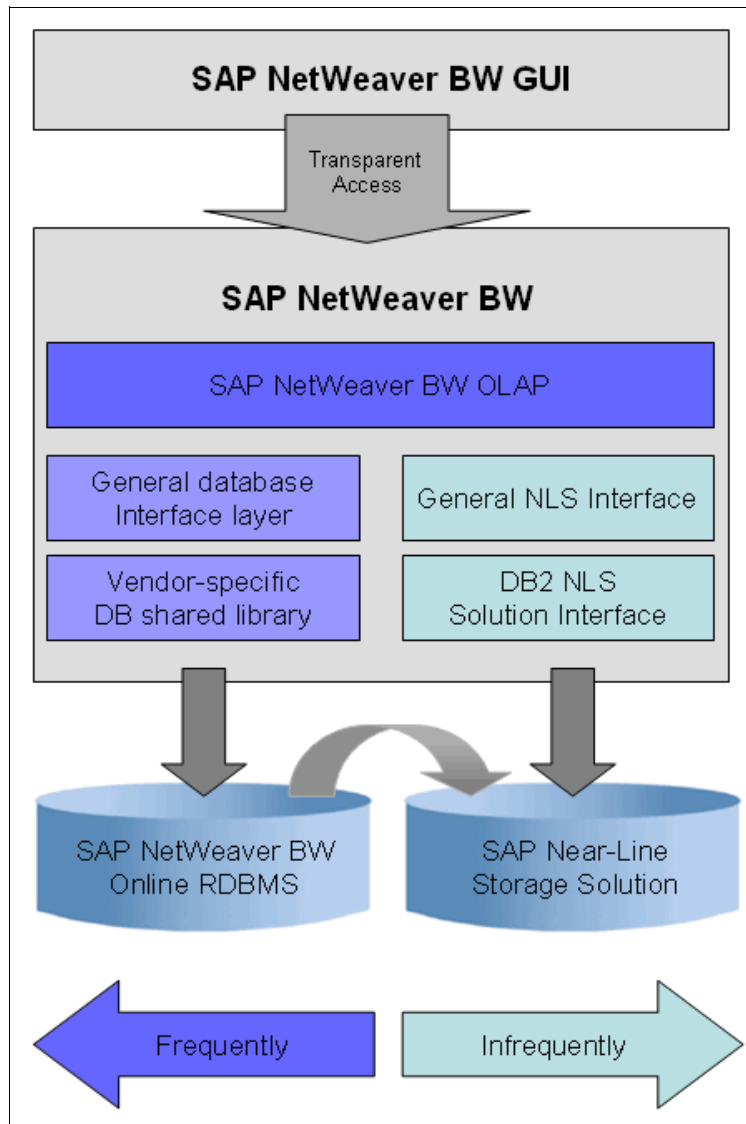 SAP NetWeaver BW GUI
Transparent
Access
SAP NetWeaver BW
SAP NetWeaver BW OLAP
General database
Interface layer
General NLS Interface
Vendor-specific
DB shared library
DB2 NLS
Solution Interface
SAP NetWeaver BW
Online RDBMS
SAP Near-Line
Storage Solution
Frequently
Infrequently